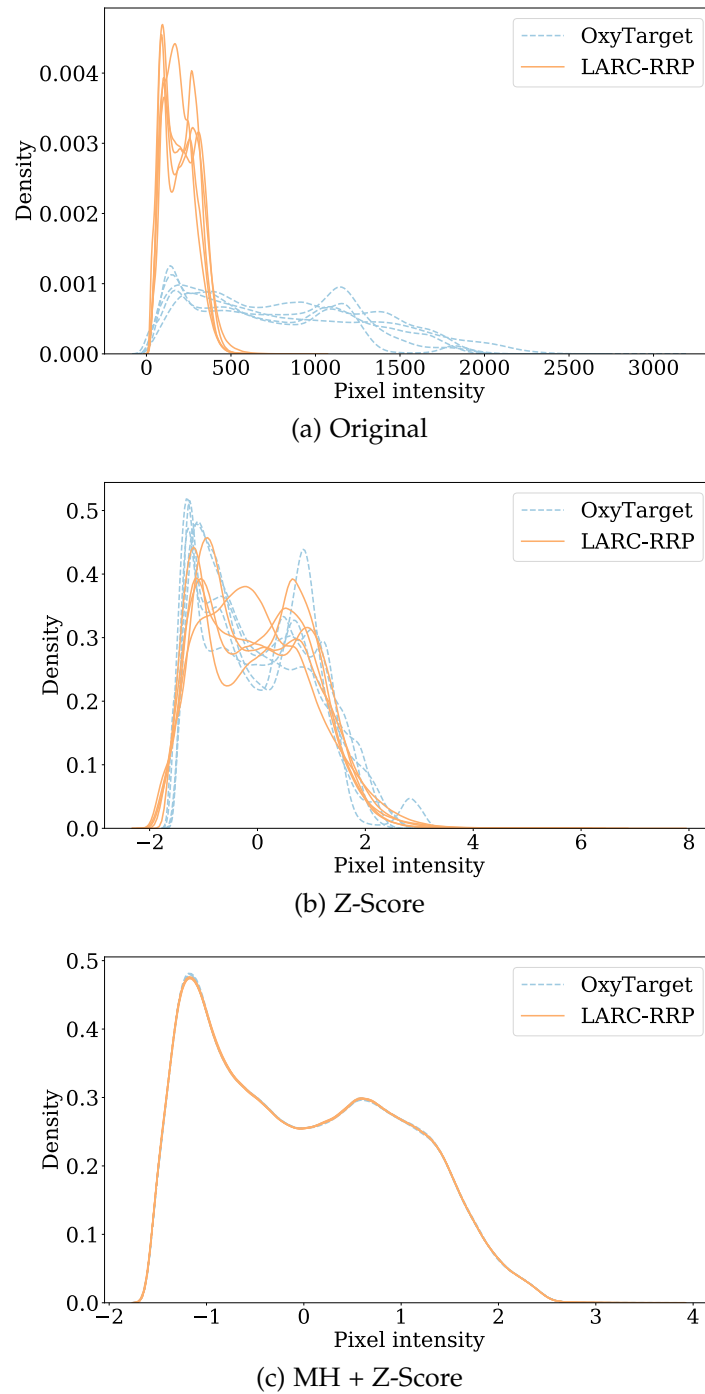 OxyTarget
LARC-RRP
0.004
0.003
0.002
0.001
0.000
Density
0 500 1000 1500 2000 2500 3000
Pixel intensity
(a) Original
OxyTarget
LARC-RRP
0.5
0.4
0.3
0.2
0.1
0.0
Density
−2 0 2 4 6 8
Pixel intensity
(b) Z-Score
OxyTarget
LARC-RRP
0.5
0.4
0.3
0.2
0.1
0.0
Density
−2 −1 0 1 2 3 4
Pixel intensity
(c) MH + Z-Score